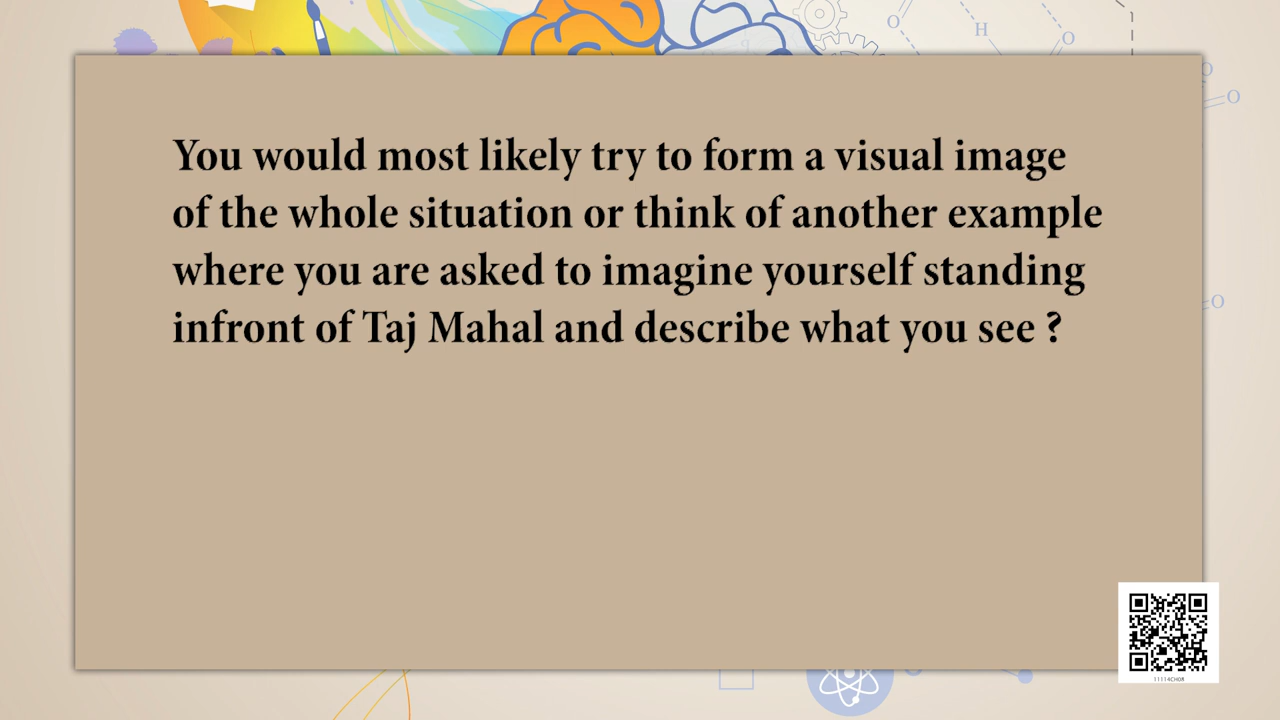 You would most likely try to form a visual image
of the whole situation or think of another example
where you are asked to imagine yourself standing
infront of Taj Mahal and describe what you see ?
O
H
O
O
O
O
11114CH08